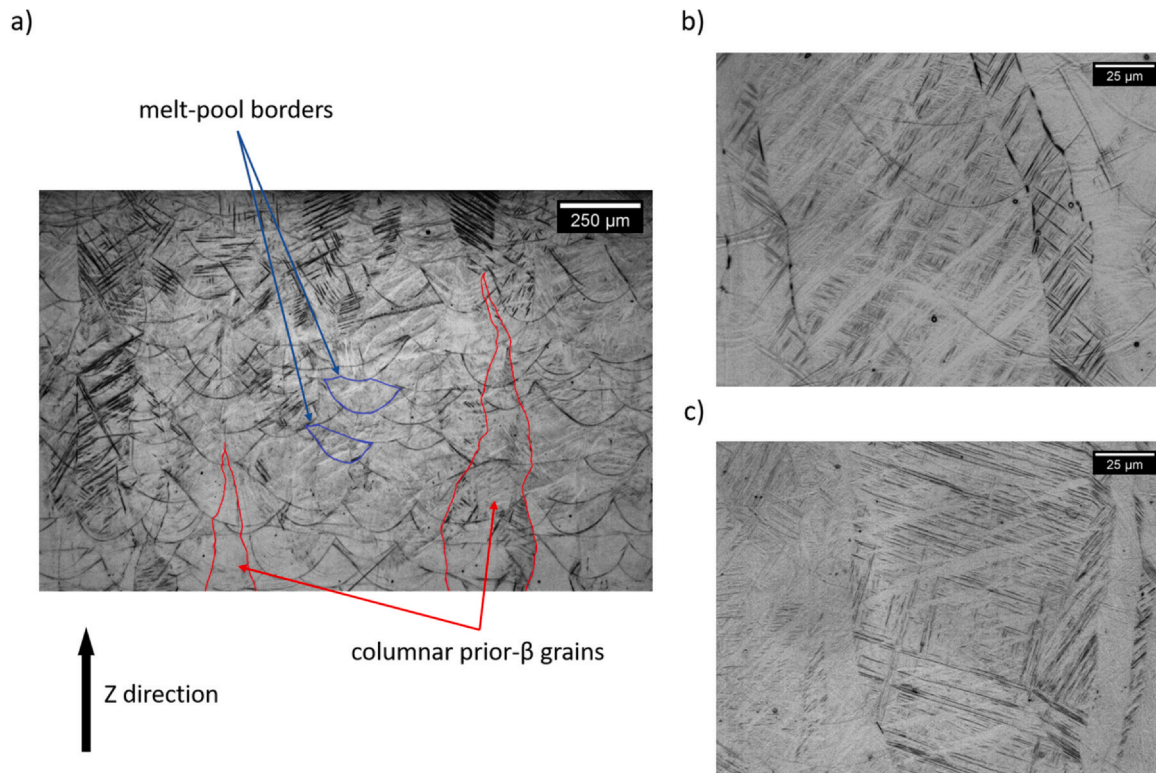 a)
melt-pool borders
250 µm
columnar prior-β grains
Z direction
b)
25 µm
c)
25 µm